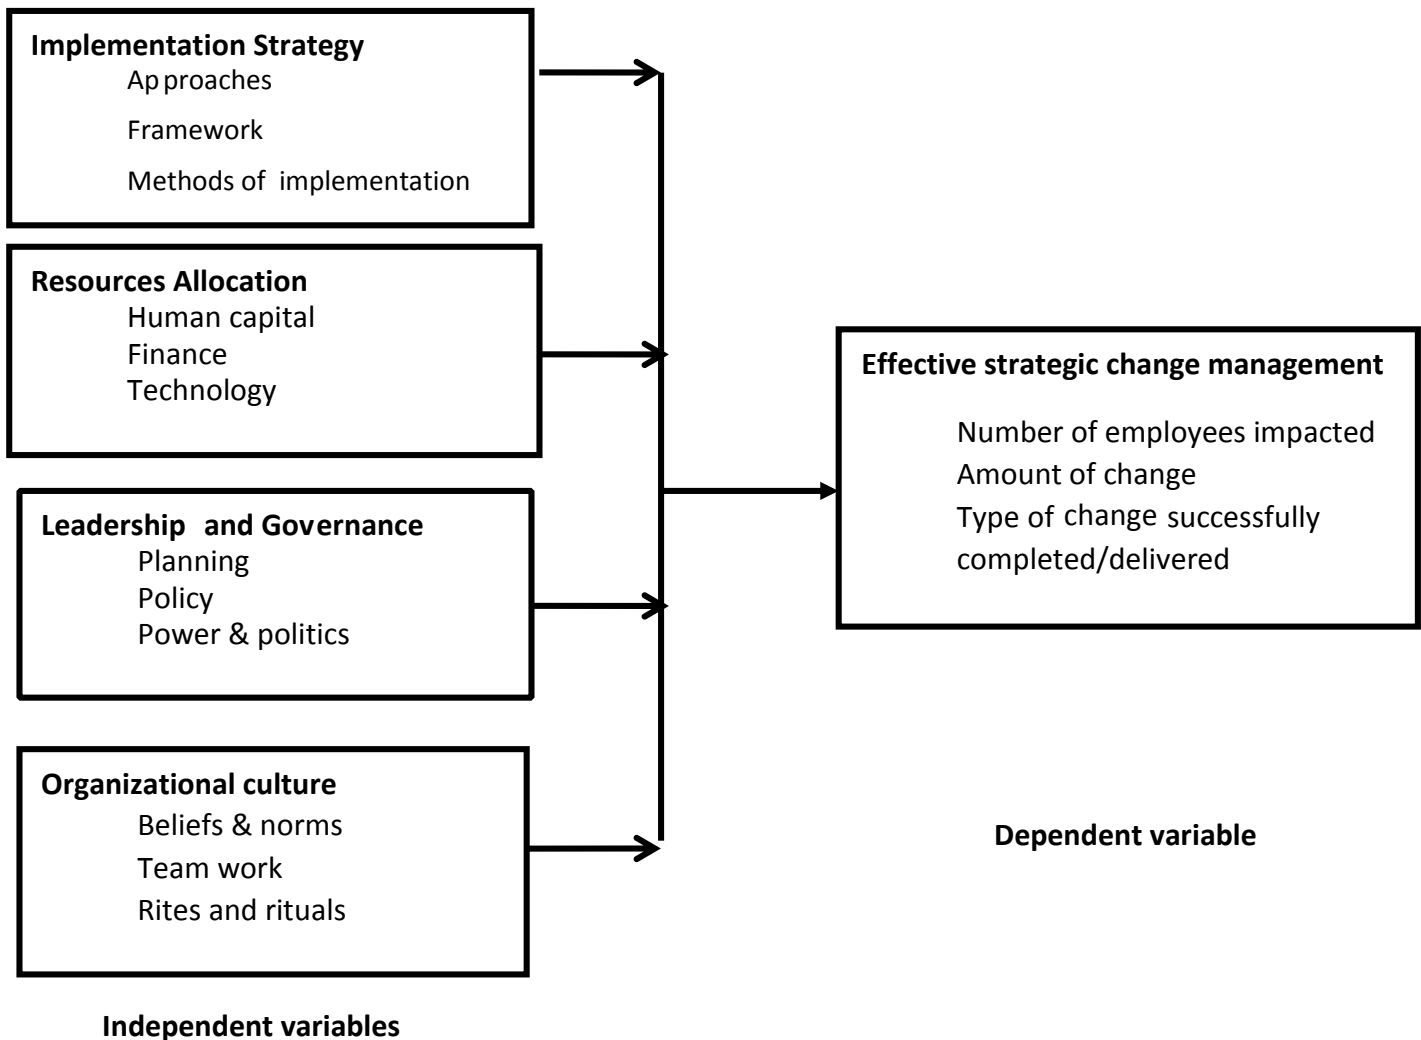 Implementation Strategy
Approaches
Framework
Methods of implementation
Resources Allocation
Human capital
Finance
Technology
Leadership and Governance
Planning
Policy
Power & politics
Organizational culture
Beliefs & norms
Team work
Rites and rituals
Independent variables
Effective strategic change management
Number of employees impacted
Amount of change
Type of change successfully
completed/delivered
Dependent variable